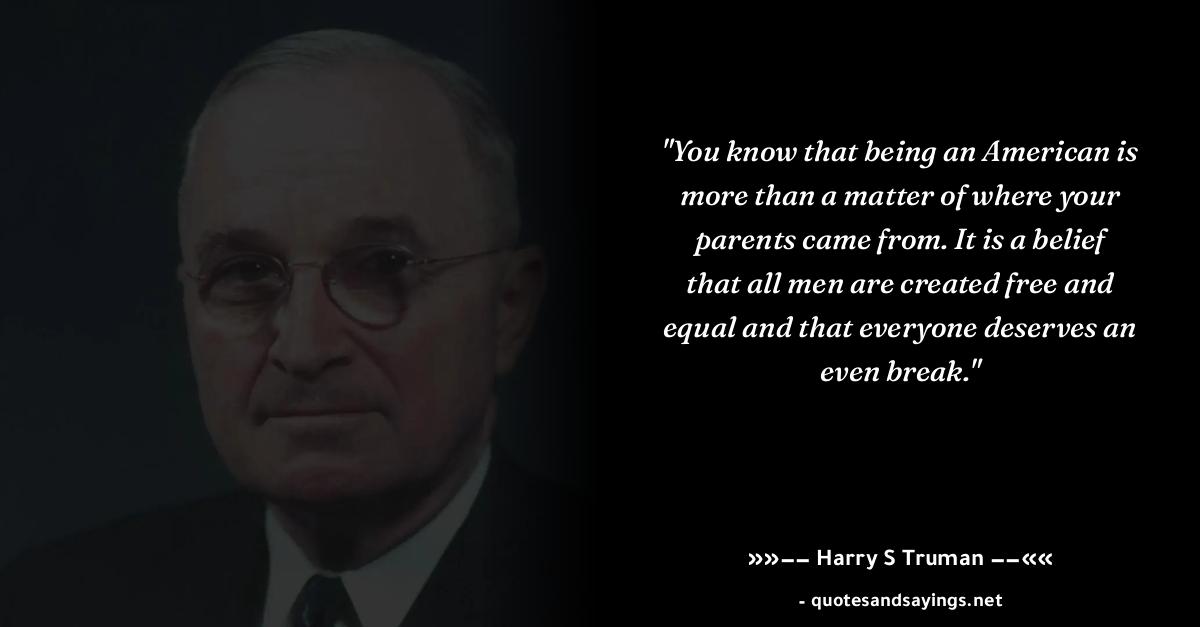 "You know that being an American is
more than a matter of where your
parents came from. It is a belief
that all men are created free and
equal and that everyone deserves an
even break."
»»–– Harry S Truman ––««
- quotesandsayings.net